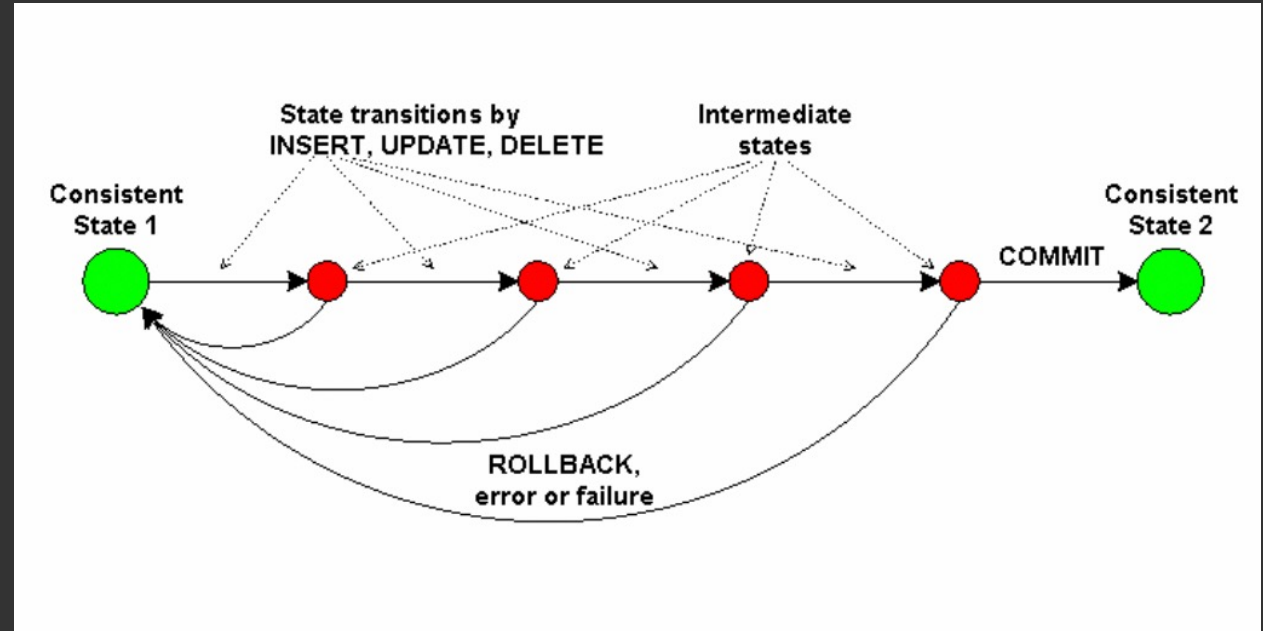 State transitions by
INSERT, UPDATE, DELETE
Intermediate
states
Consistent
State 1
Consistent
State 2
COMMIT
ROLLBACK,
error or failure